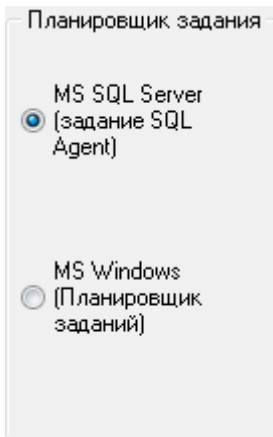 Планировщик задания
MS SQL Server
(задание SQL
Agent)
MS Windows
(Планировщик
заданий)